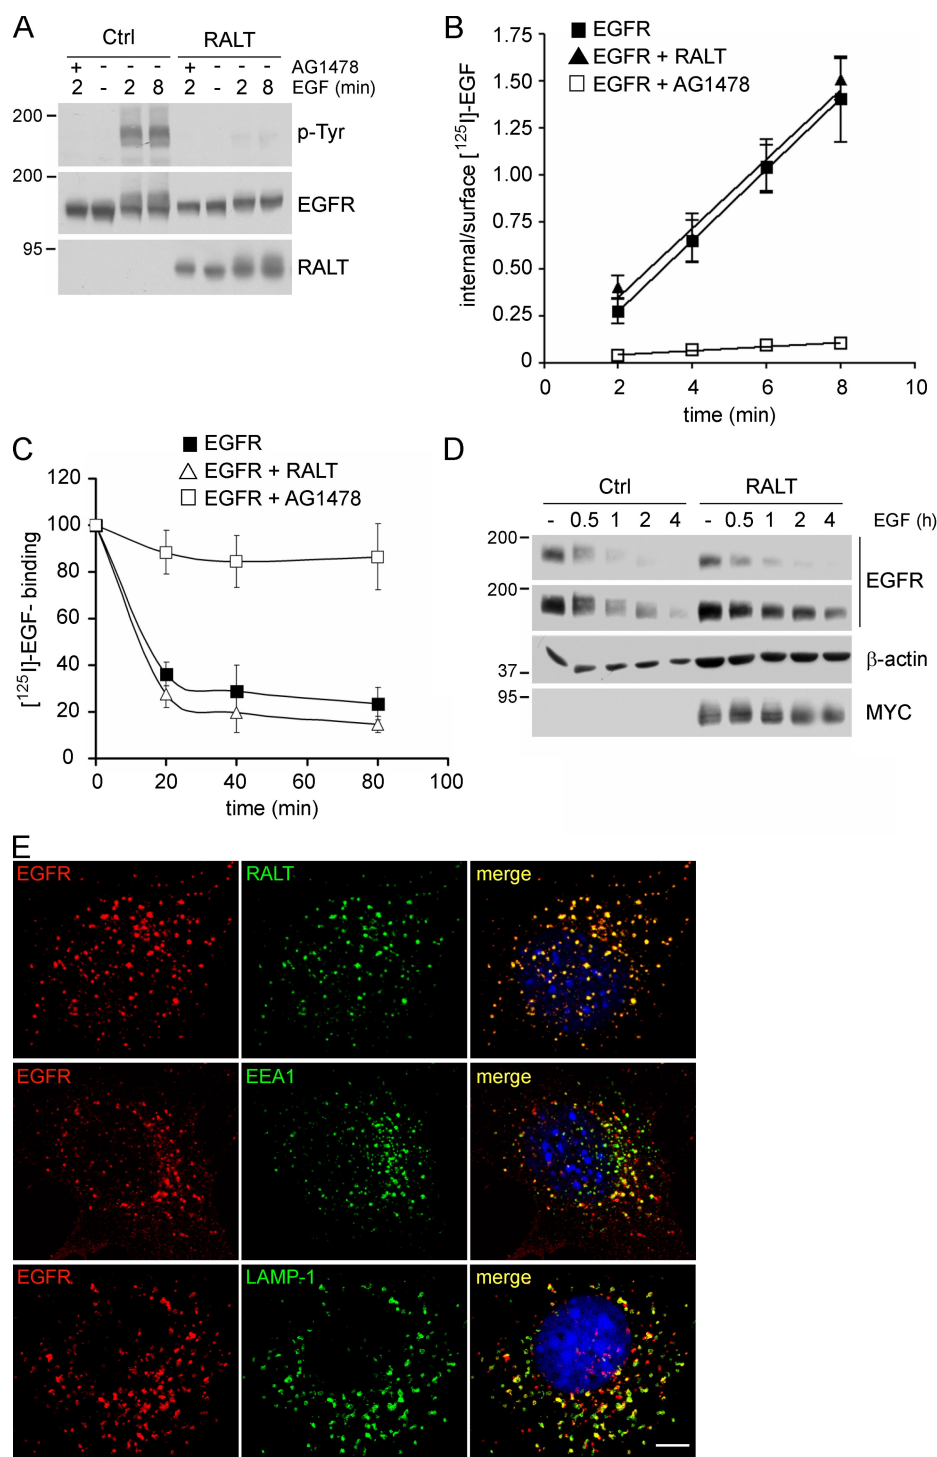 A
Ctrl
RALT
+ - - - + - - - AG1478
2 - 2 8 2 - 2 8 EGF (min)
200
p-Tyr
200
EGFR
95
RALT
B
EGFR
EGFR + RALT
EGFR + AG1478
internal/surface [125I]-EGF
1.75
1.50
1.25
1.00
0.75
0.50
0.25
0
0 2 4 6 8 10
time (min)
C
EGFR
EGFR + RALT
EGFR + AG1478
[125I]-EGF- binding
120
100
80
60
40
20
0
0 20 40 60 80 100
time (min)
D
Ctrl
RALT
- 0.5 1 2 4 - 0.5 1 2 4 EGF (h)
200
200
EGFR
37
β-actin
95
MYC
E
EGFR
RALT
merge
EGFR
EEA1
merge
EGFR
LAMP-1
merge